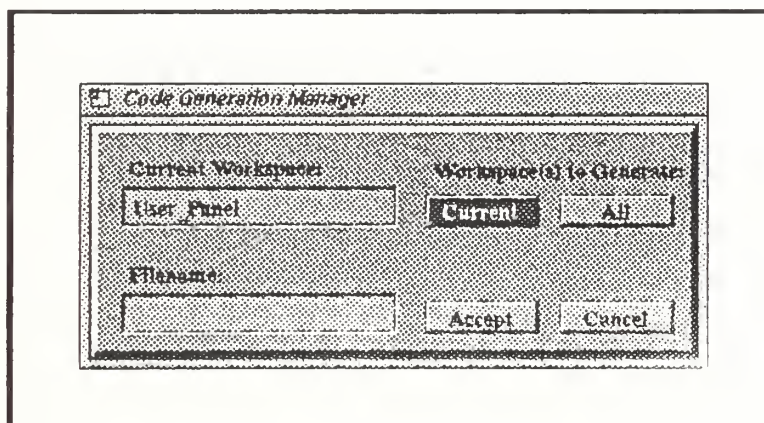 Code Generation Manager
Current Workspace:
Workspace(s) to Generate:
User_Panel
Current
All
Filename:
Accept
Cancel